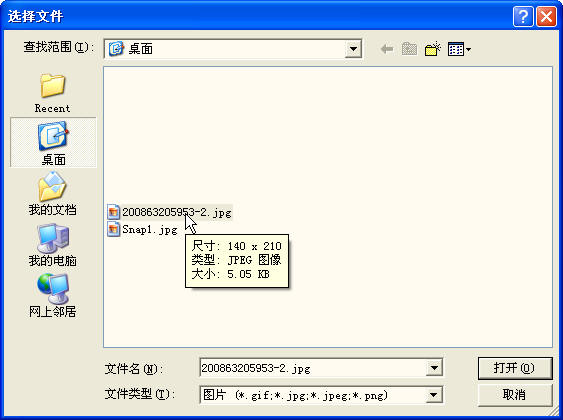 选择文件
查找范围(I):
桌面
Recent
桌面
我的文档
我的电脑
网上邻居
200863205953-2.jpg
Snap1.jpg
尺寸: 140 x 210
类型: JPEG 图像
大小: 5.05 KB
文件名(N):
200863205953-2.jpg
打开(O)
文件类型(T):
图片 (*.gif;*.jpg;*.jpeg;*.png)
取消